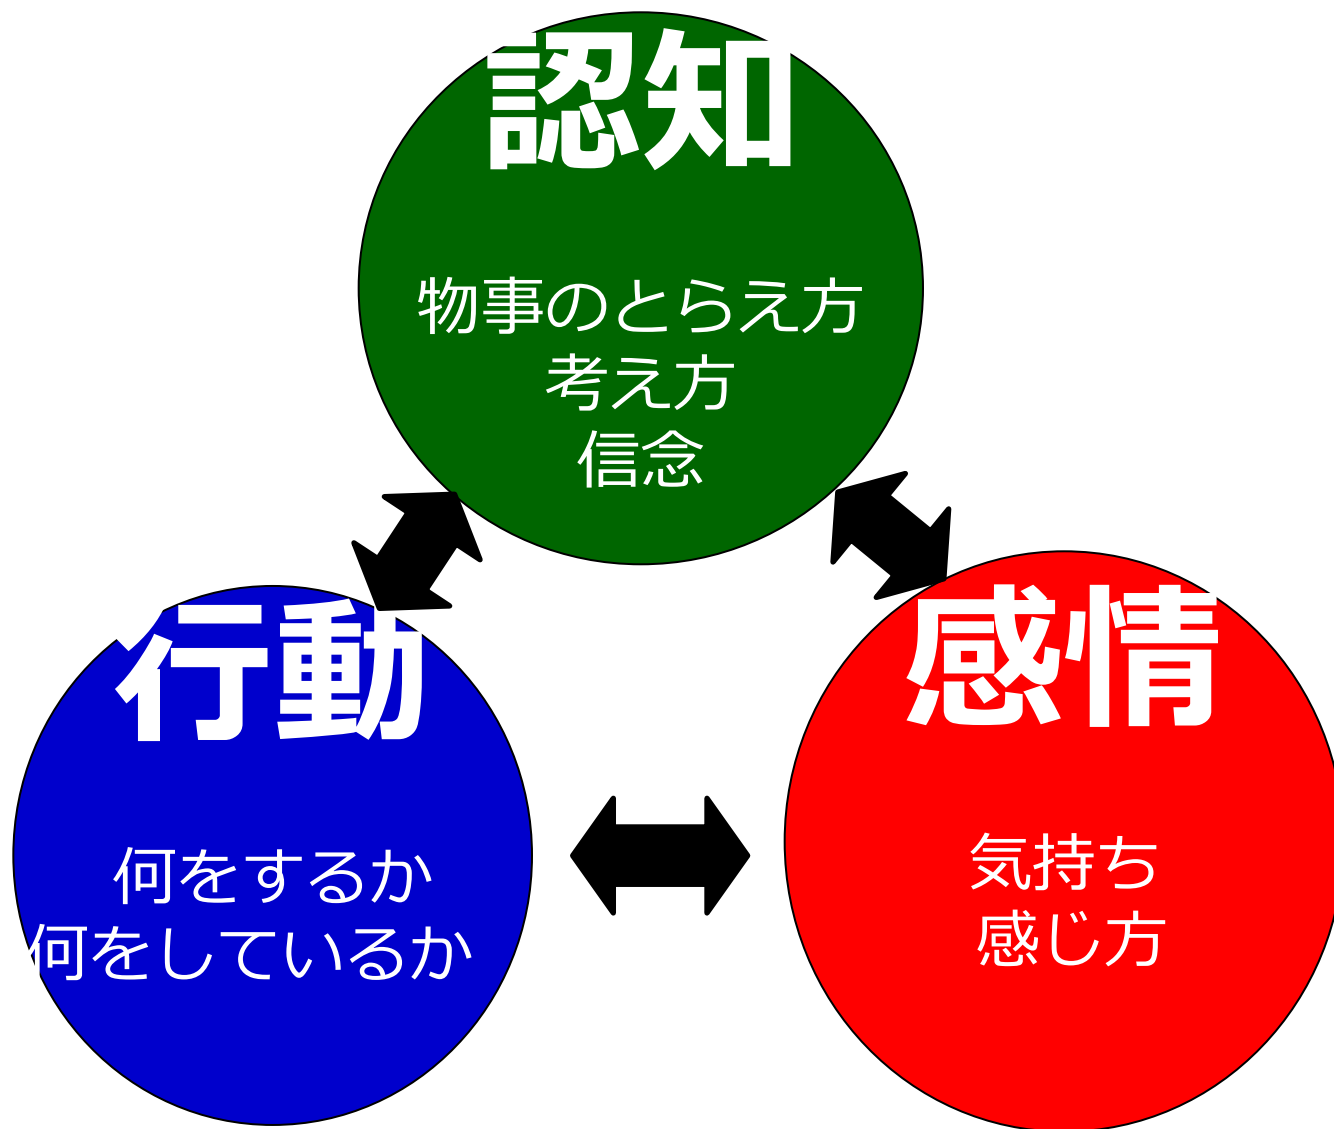 認知
物事のとらえ方
考え方
信念
行動
何をするか
何をしているか
感情
気持ち
感じ方